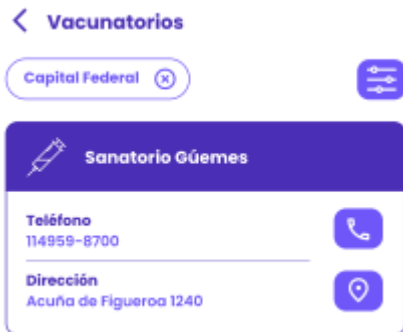 Vacunatorios
Capital Federal
Sanatorio Gúemes
Teléfono
114959-8700
Dirección
Acuña de Figueroa 1240